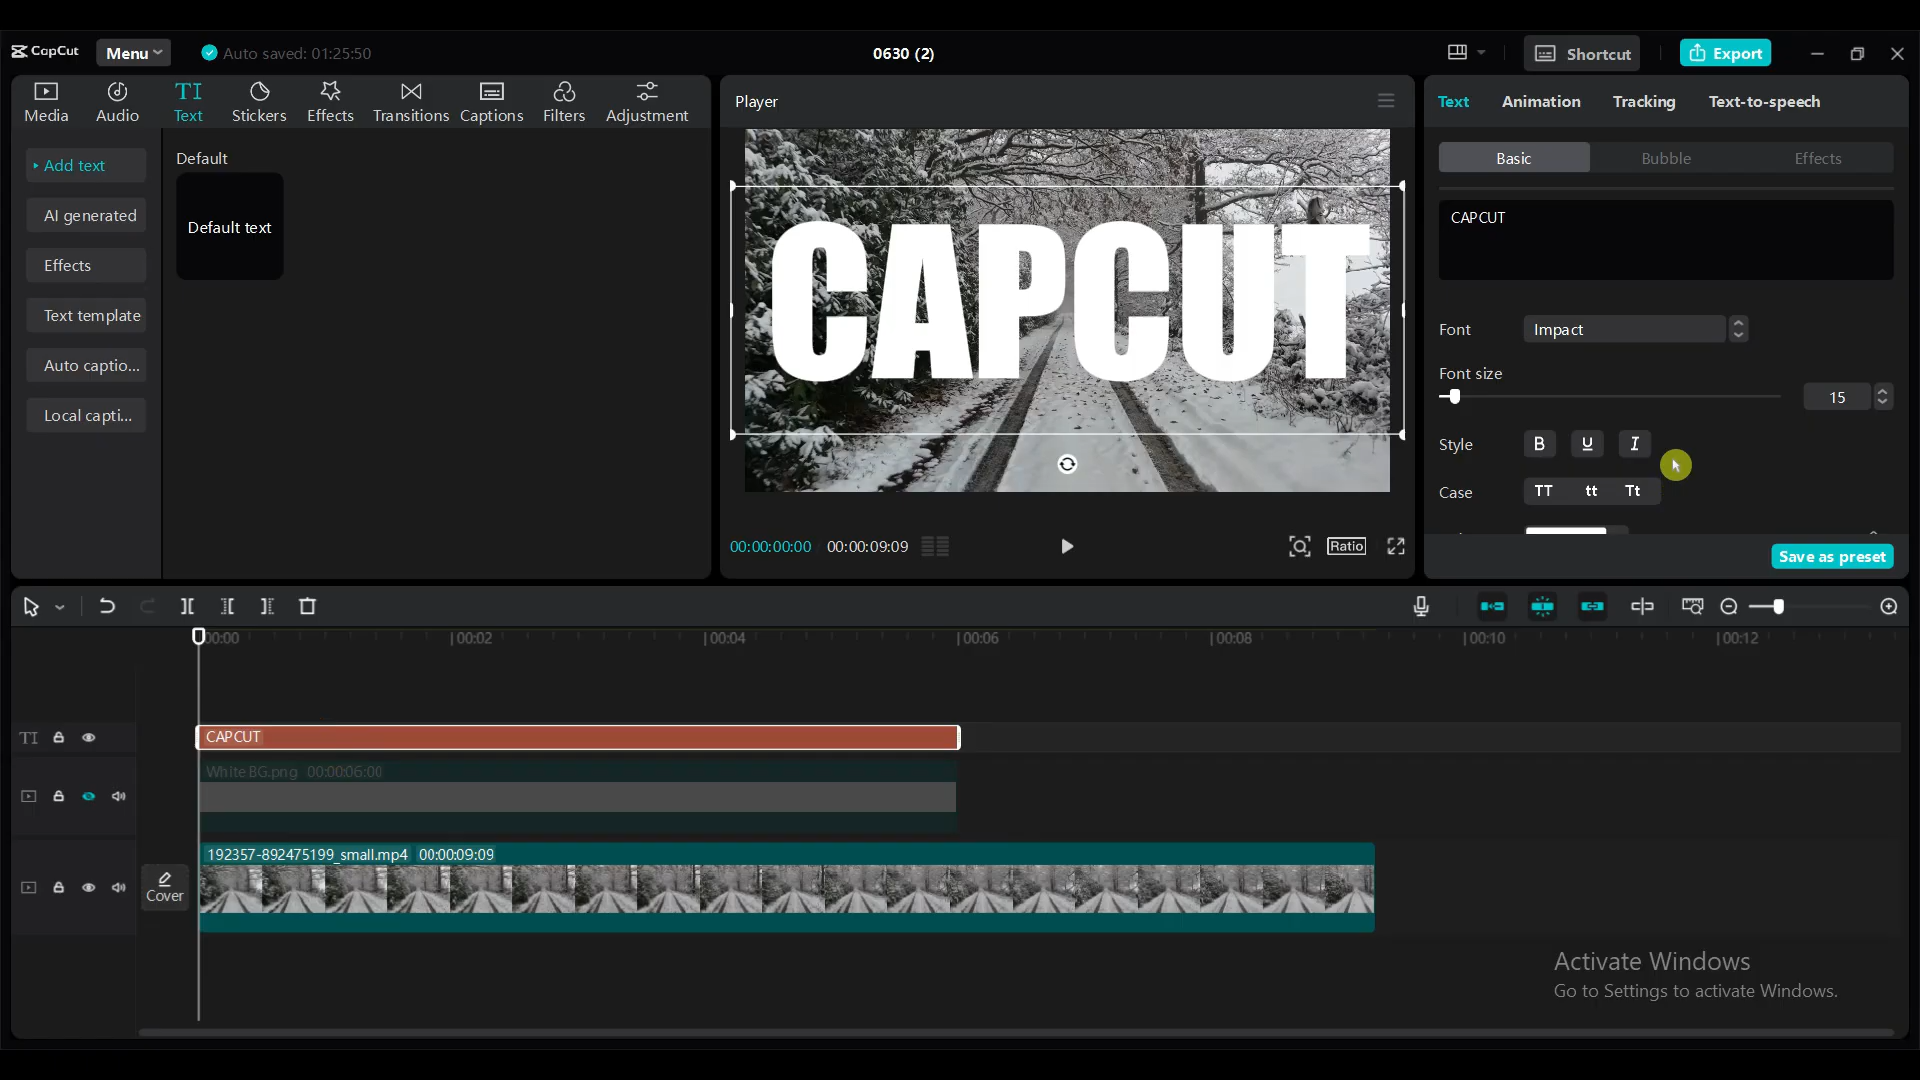 CapCut
Menu
Auto saved: 01:25:50
0630 (2)
Shortcut
Export
Media
Audio
TI
Text
Stickers
Effects
Transitions
Captions
Filters
Adjustment
Add text
AI generated
Effects
Text template
Auto captio...
Local capti...
Default
Default text
Player
CAPCUT
00:00:00:00
00:00:09:09
Ratio
Text
Animation
Tracking
Text-to-speech
Basic
Bubble
Effects
CAPCUT
Font
Impact
Font size
15
Style
B
U
I
Case
TT
tt
Tt
Save as preset
00:00
00:02
00:04
00:06
00:08
00:10
00:12
TI
CAPCUT
White BG.png 00:00:06:00
192357-892475199_small.mp4 00:00:09:09
Cover
Activate Windows
Go to Settings to activate Windows.